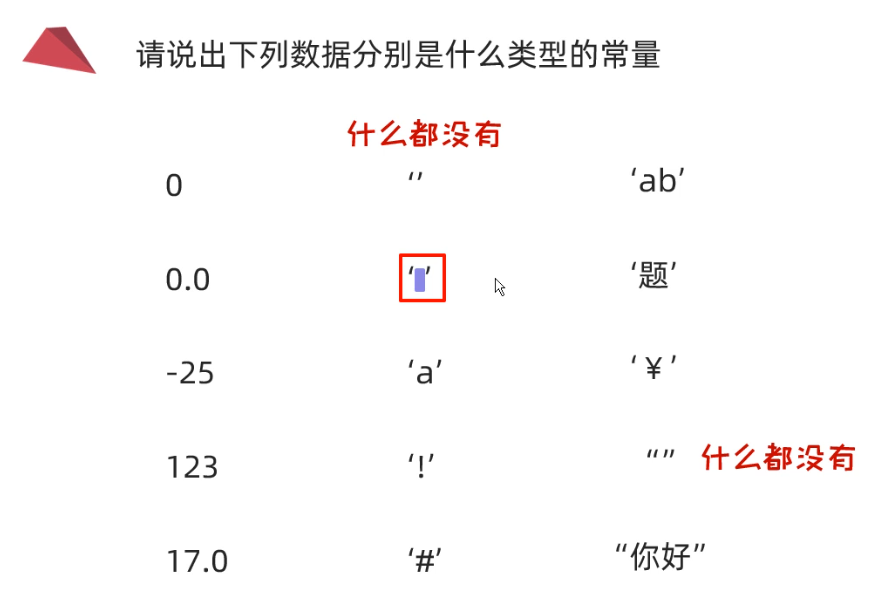 请说出下列数据分别是什么类型的常量
什么都没有
0 ‘’ ‘ab’
0.0 ‘ ’ ‘题’
-25 ‘a’ ‘¥’
123 ‘!’ “” 什么都没有
17.0 ‘#’ “你好”